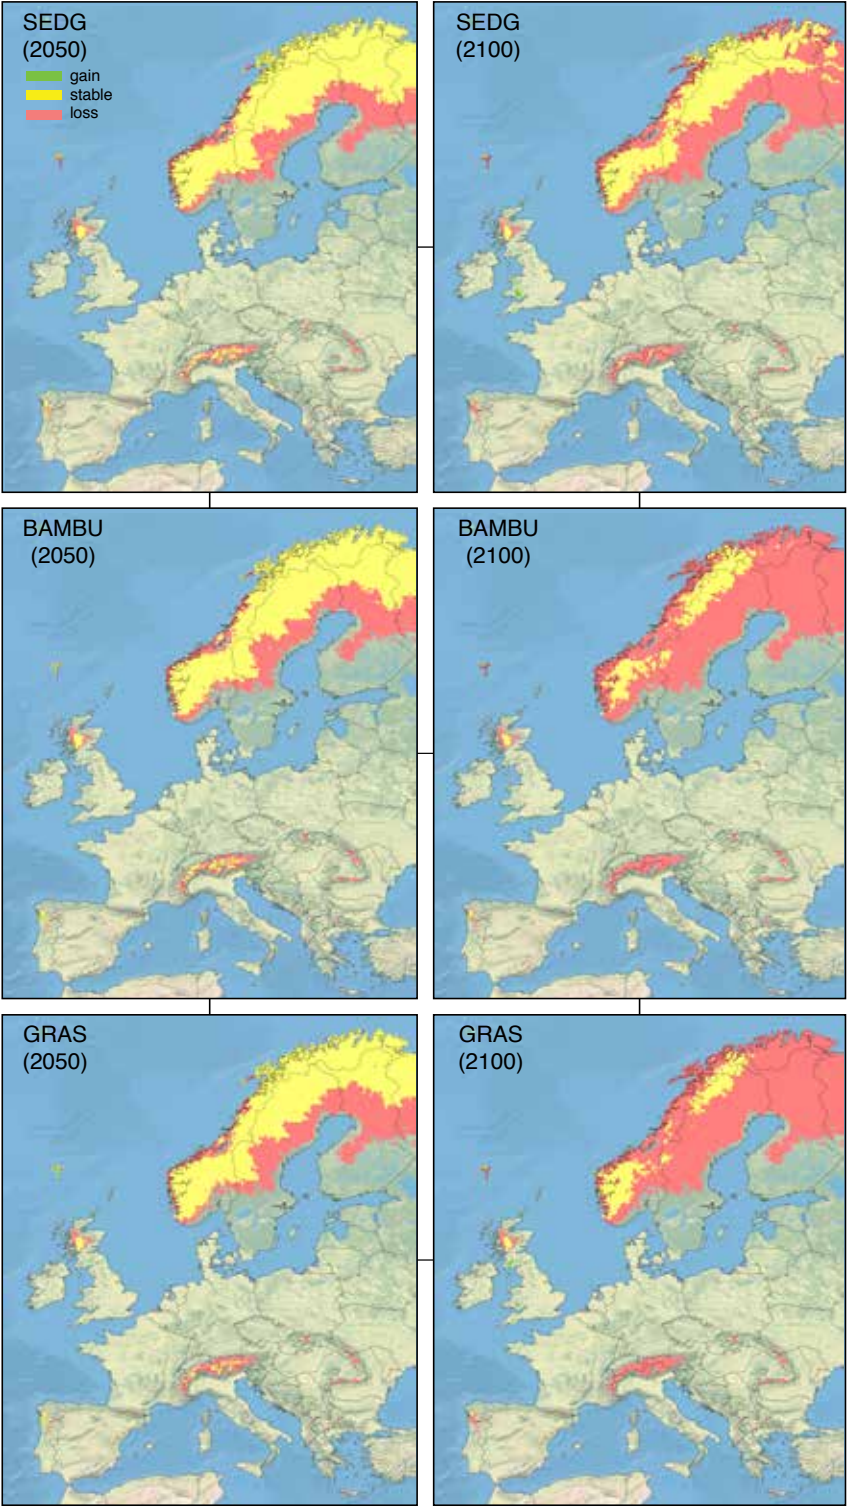 SEDG
(2050)
gain
stable
loss
SEDG
(2100)
BAMBU
(2050)
BAMBU
(2100)
GRAS
(2050)
GRAS
(2100)